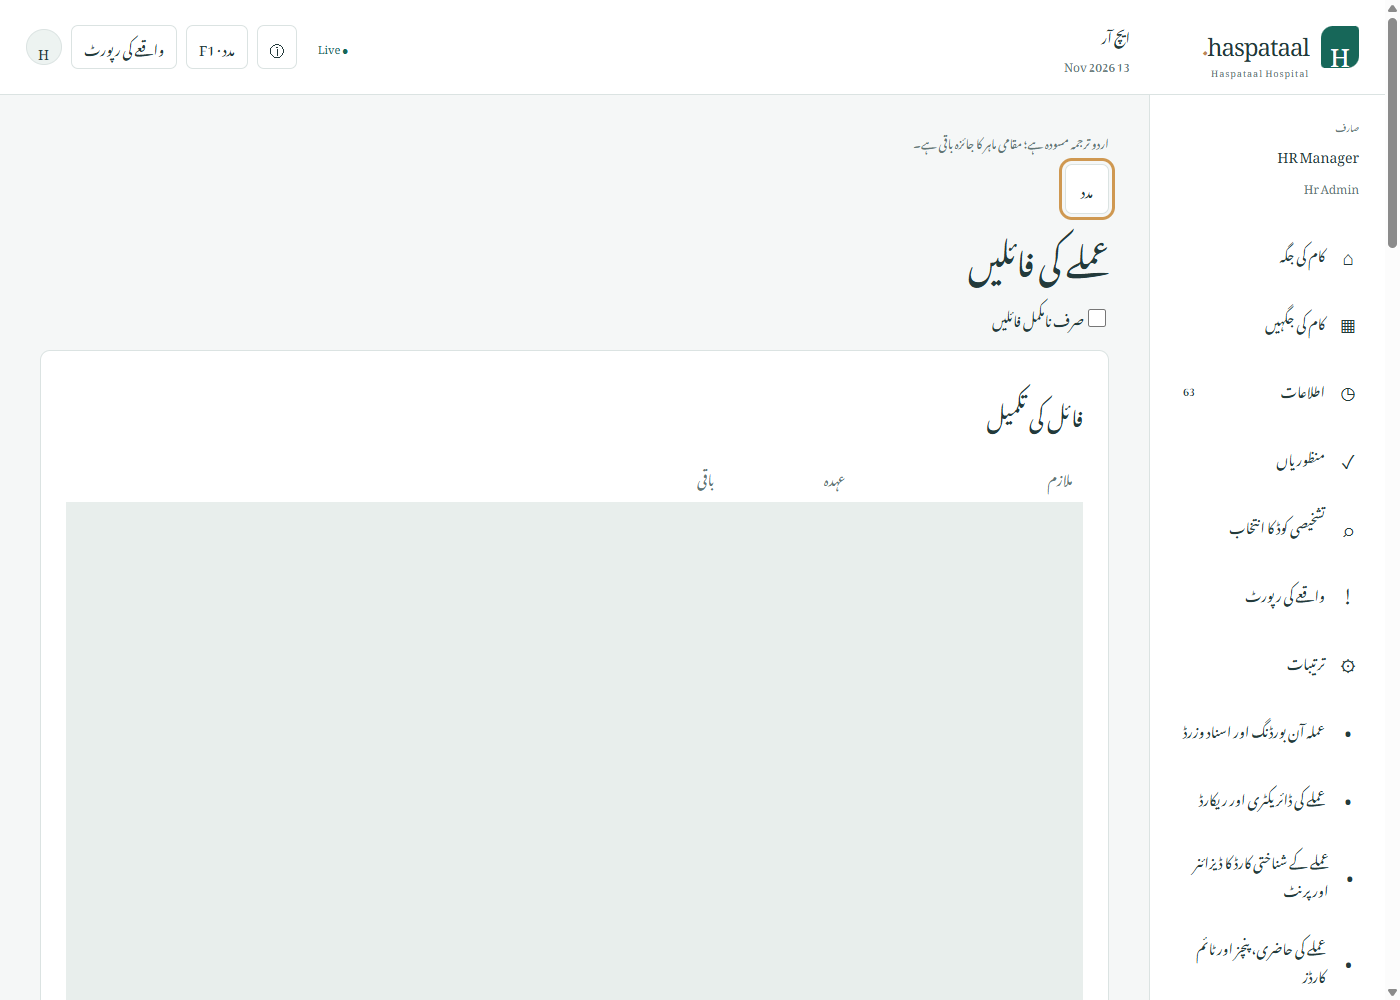 H
haspataal.
Haspataal Hospital
ایچ آر
13 Nov 2026
Live
ⓘ
مدد F1۰
واقعے کی رپورٹ
H
صارف
HR Manager
Hr Admin
کام کی جگہ
کام کی جگہیں
اطلاعات
63
منظوریاں
تشخیصی کوڈ کا انتخاب
واقعے کی رپورٹ
ترتیبات
عملہ آن بورڈنگ اور اسناد وزرڈ
عملے کی ڈائریکٹری اور ریکارڈ
عملے کے شناختی کارڈ کا ڈیزائنر
اور پرنٹ
عملے کی حاضری، پنچز اور ٹائم
کارڈز
اردو ترجمہ مسودہ ہے؛ مقامی ماہر کا جائزہ باقی ہے۔
مدد
عملے کی فائلیں
صرف نامکمل فائلیں
فائل کی تکمیل
ملازم
عہدہ
باقی